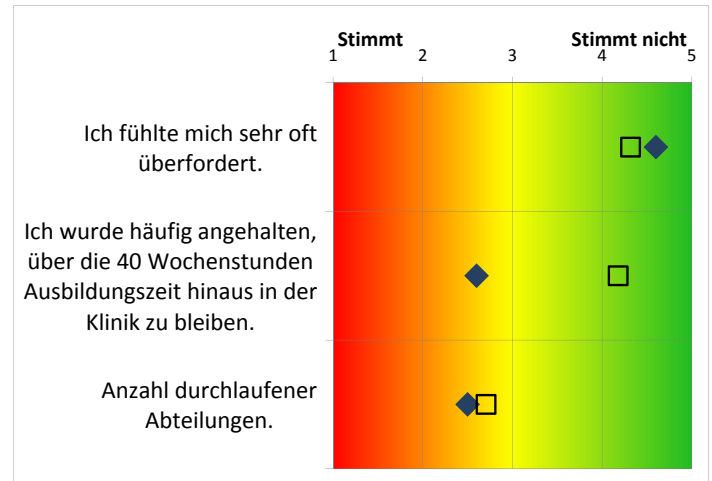 Stimmt Stimmt nicht
1 2 3 4 5
Ich fühlte mich sehr oft
überfordert.
Ich wurde häufig angehalten,
über die 40 Wochenstunden
Ausbildungszeit hinaus in der
Klinik zu bleiben.
Anzahl durchlaufener
Abteilungen.